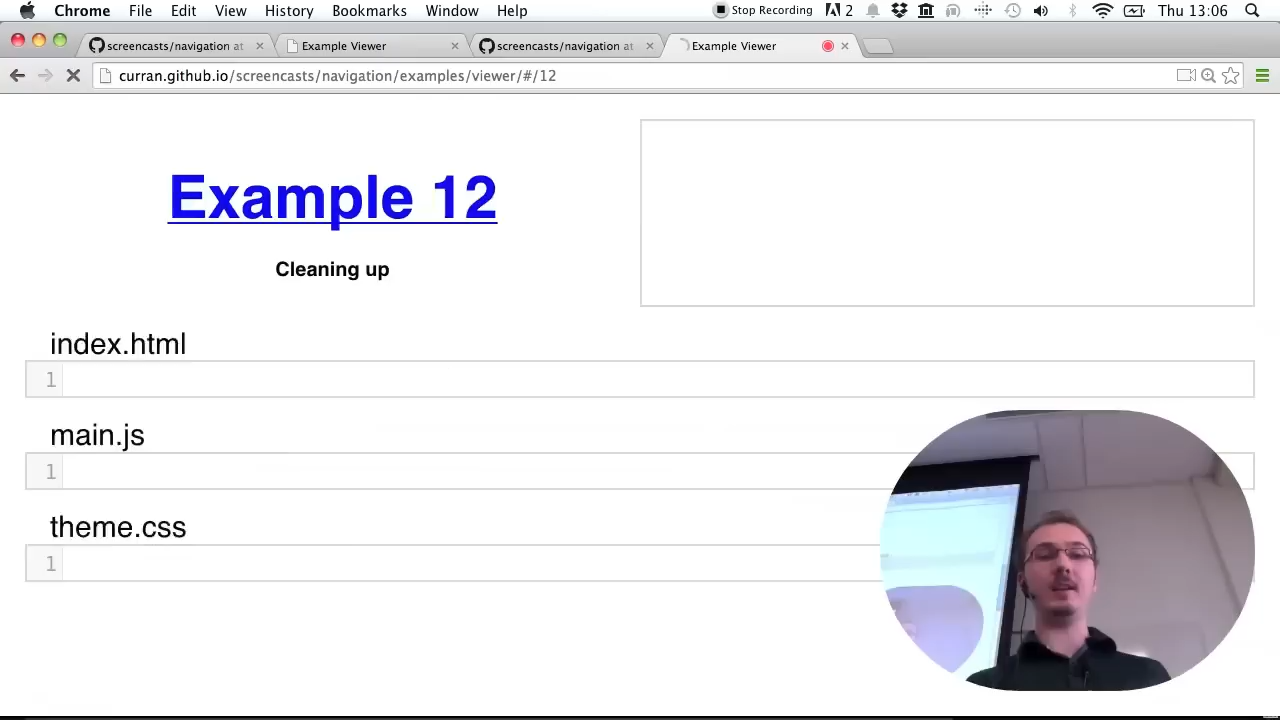 Chrome File Edit View History Bookmarks Window Help Stop Recording 2 Thu 13:06
screencasts/navigation at Example Viewer screencasts/navigation at Example Viewer
curran.github.io/screencasts/navigation/examples/viewer/#/12
Example 12
Cleaning up
index.html
1
main.js
1
theme.css
1